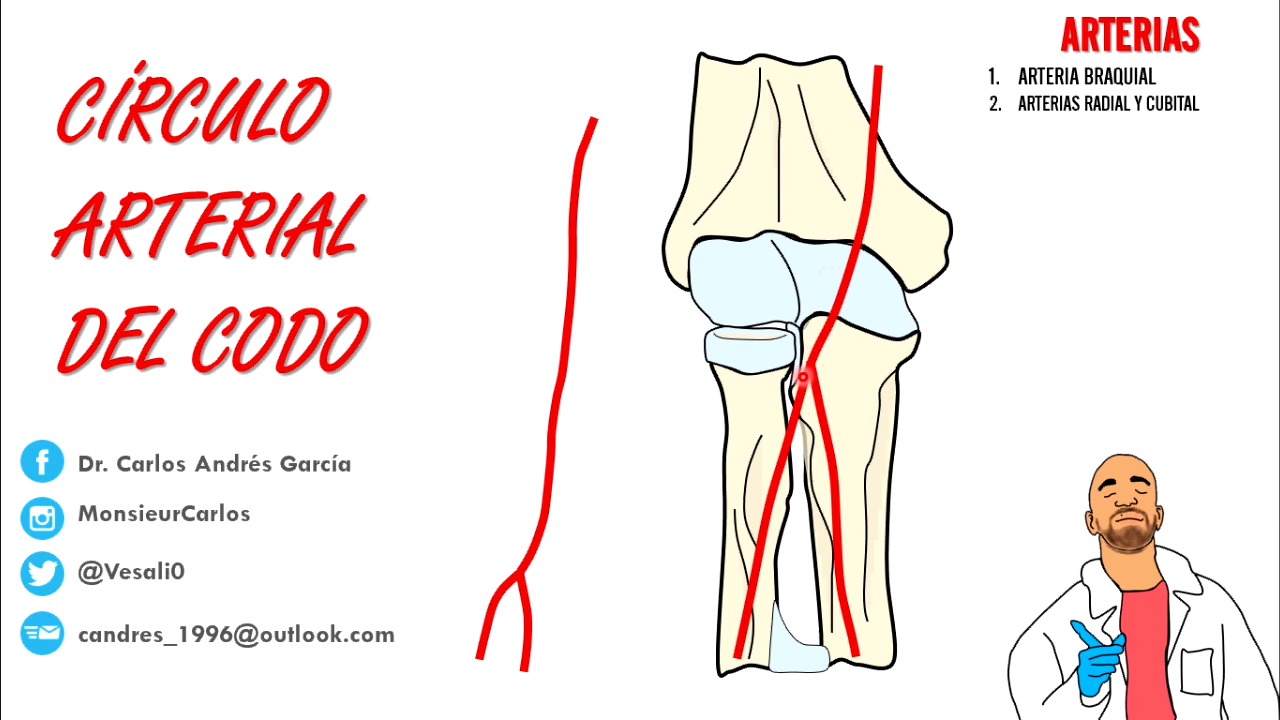 CÍRCULO
ARTERIAL
DEL CODO
Dr. Carlos Andrés García
MonsieurCarlos
@Vesali0
candres_1996@outlook.com
ARTERIAS
1. ARTERIA BRAQUIAL
2. ARTERIAS RADIAL Y CUBITAL